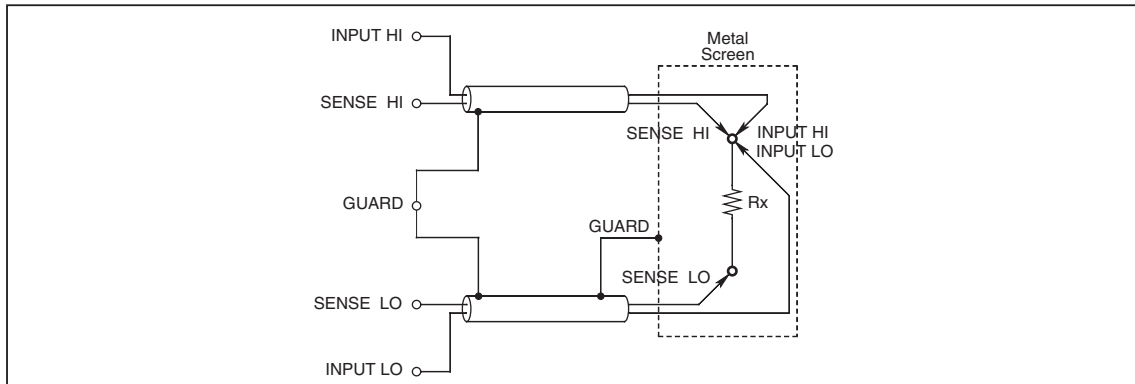 INPUT HI
Metal
Screen
SENSE HI
SENSE HI
INPUT HI
INPUT LO
Rx
GUARD
GUARD
SENSE LO
SENSE LO
INPUT LO